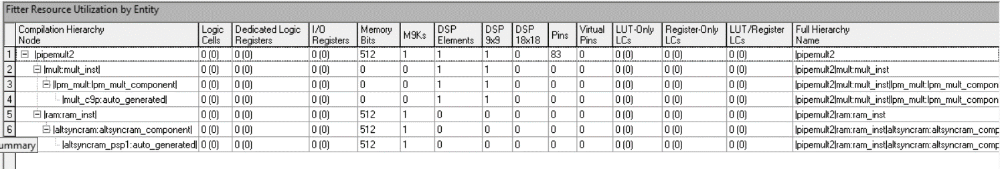 Fitter Resource Utilization by Entity
Compilation Hierarchy Node Logic Cells Dedicated Logic Registers I/O Registers Memory Bits M9Ks DSP Elements DSP 9x9 DSP 18x18 Pins Virtual Pins LUT-Only LCs Register-Only LCs LUT/Register LCs Full Hierarchy Name
1 |pipemult2 0 (0) 0 (0) 0 (0) 512 1 1 1 0 83 0 0 (0) 0 (0) 0 (0) |pipemult2
2 |mult:mult_inst| 0 (0) 0 (0) 0 (0) 0 0 1 1 0 0 0 0 (0) 0 (0) 0 (0) |pipemult2|mult:mult_inst
3 |lpm_mult:lpm_mult_component| 0 (0) 0 (0) 0 (0) 0 0 1 1 0 0 0 0 (0) 0 (0) 0 (0) |pipemult2|mult:mult_inst|lpm_mult:lpm_mult_compon
4 |mult_c9p:auto_generated| 0 (0) 0 (0) 0 (0) 0 0 1 1 0 0 0 0 (0) 0 (0) 0 (0) |pipemult2|mult:mult_inst|lpm_mult:lpm_mult_compon
5 |ram:ram_inst| 0 (0) 0 (0) 0 (0) 512 1 0 0 0 0 0 0 (0) 0 (0) 0 (0) |pipemult2|ram:ram_inst
6 |altsyncram:altsyncram_component| 0 (0) 0 (0) 0 (0) 512 1 0 0 0 0 0 0 (0) 0 (0) 0 (0) |pipemult2|ram:ram_inst|altsyncram:altsyncram_comp
ummary |altsyncram_psp1:auto_generated| 0 (0) 0 (0) 0 (0) 512 1 0 0 0 0 0 0 (0) 0 (0) 0 (0) |pipemult2|ram:ram_inst|altsyncram:altsyncram_comp